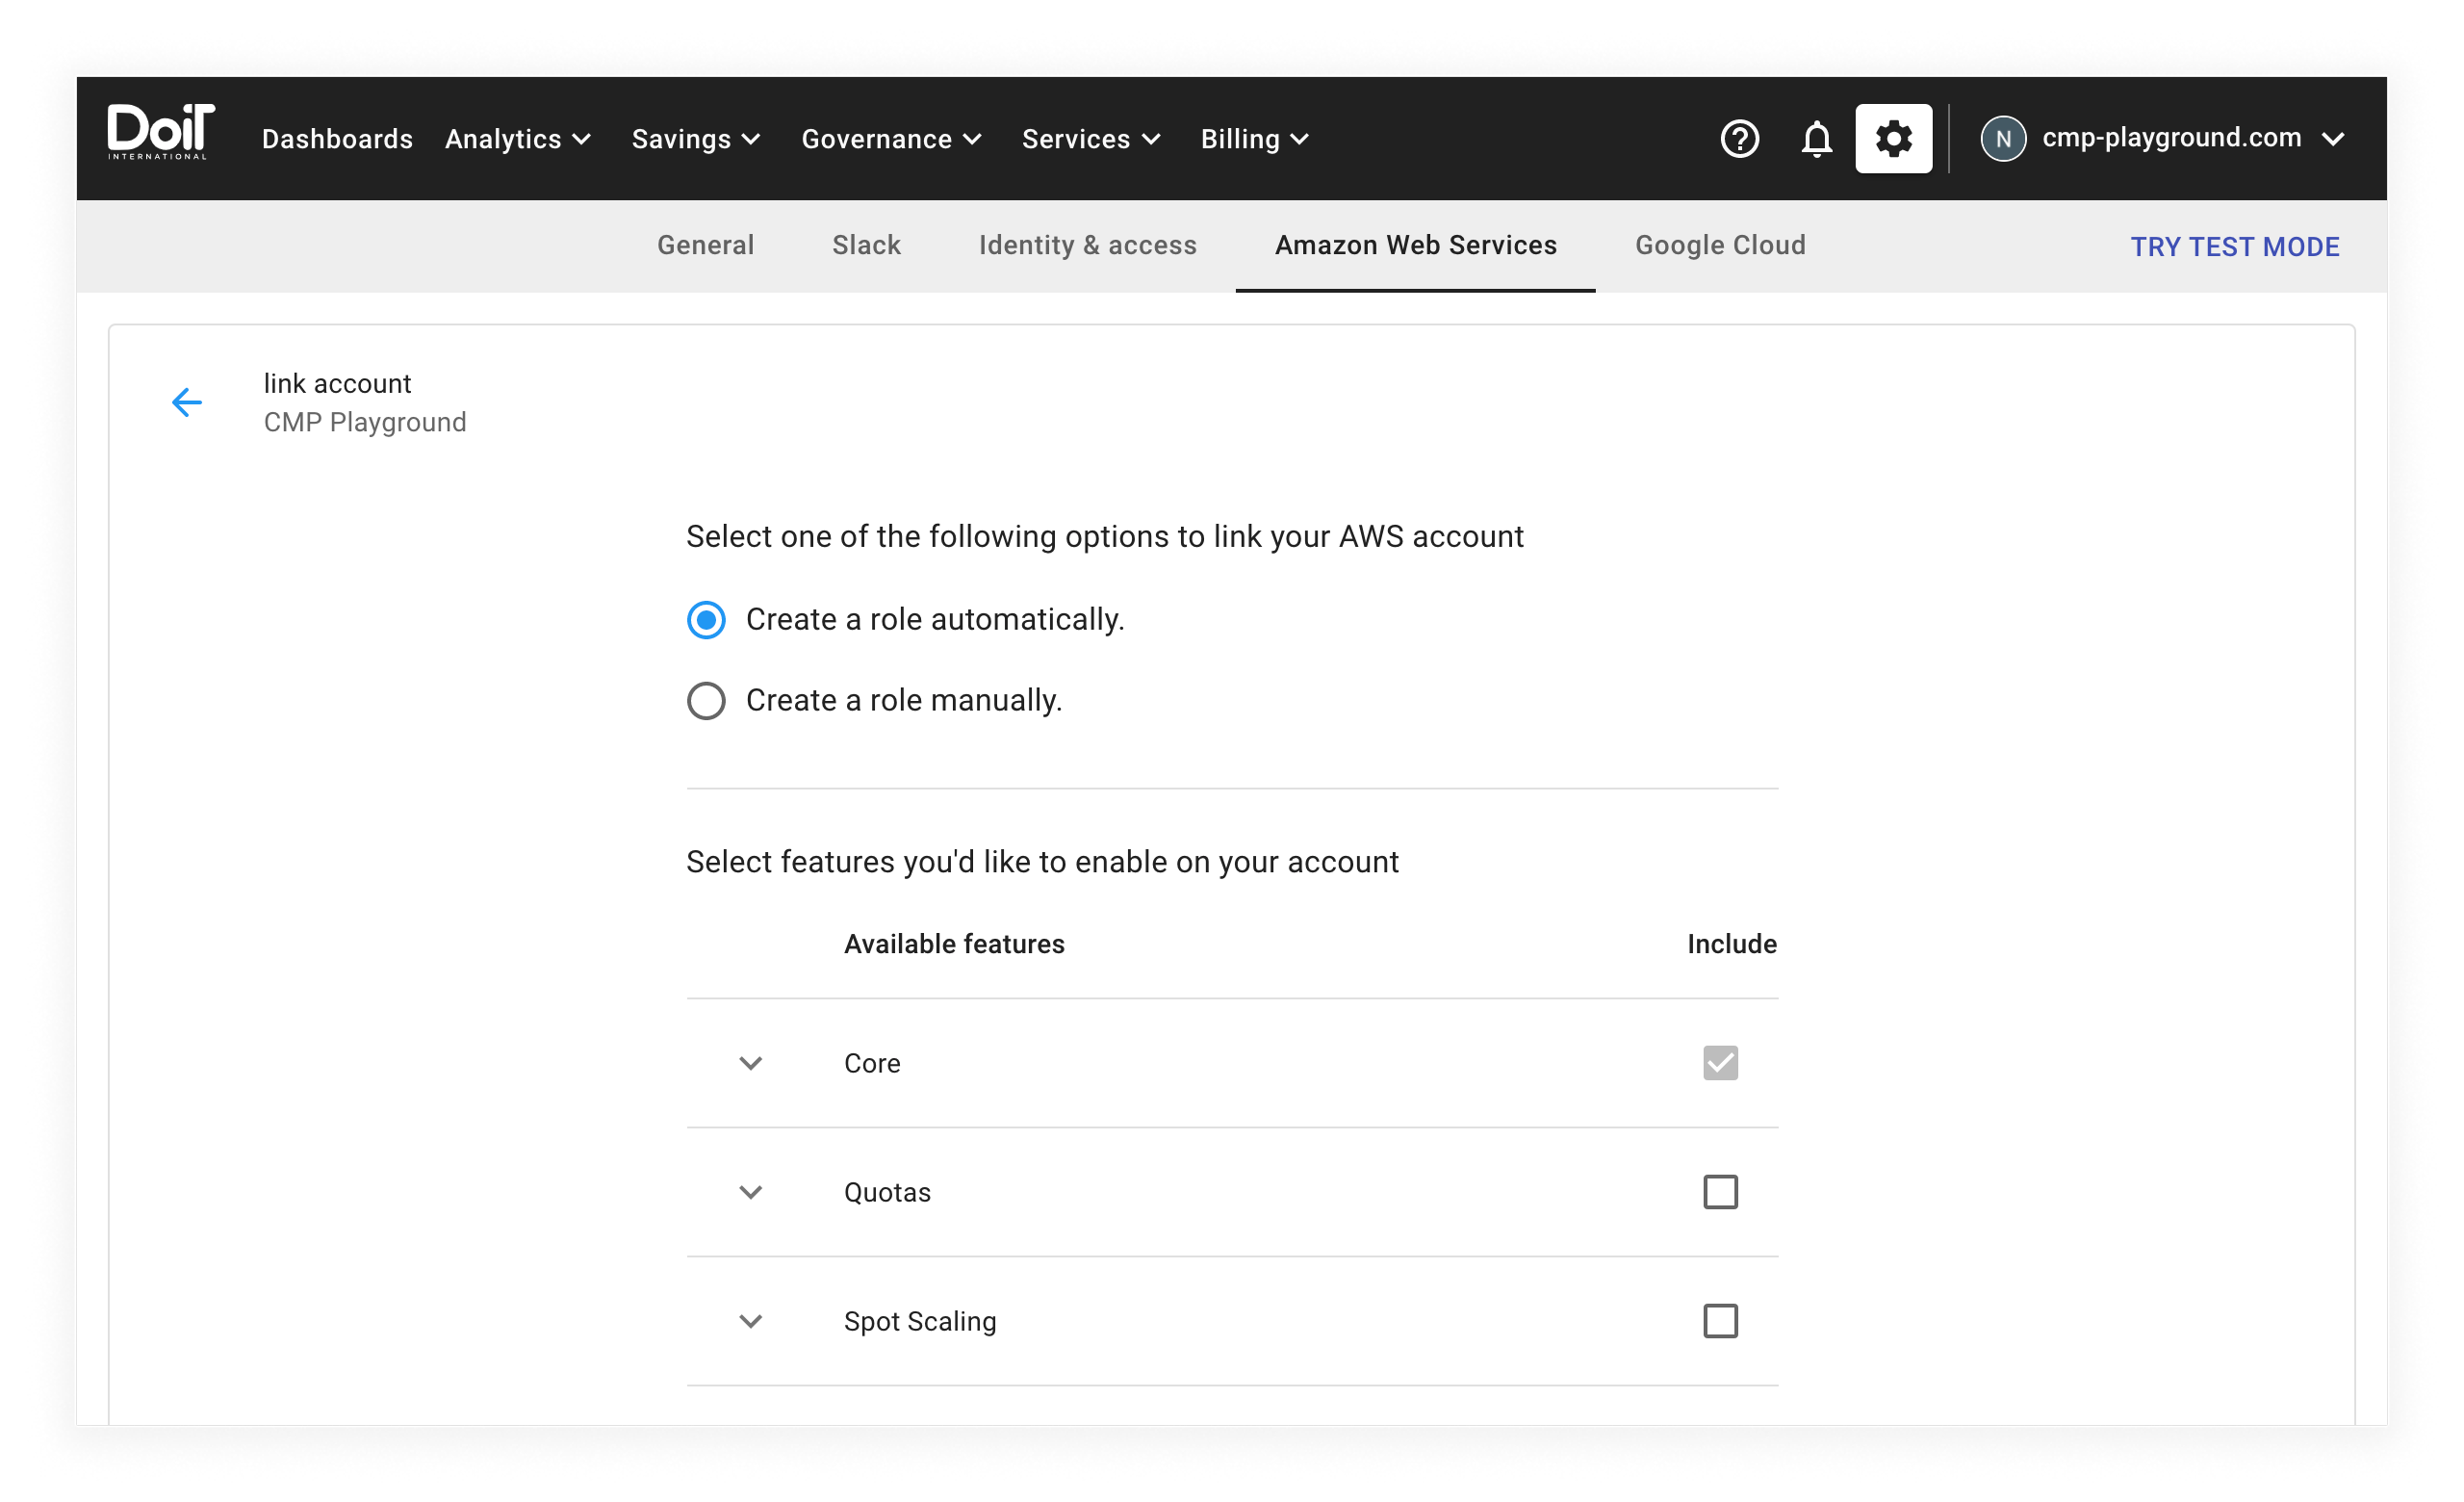 DoiT
INTERNATIONAL
Dashboards Analytics Savings Governance Services Billing
N cmp-playground.com
General Slack Identity & access Amazon Web Services Google Cloud TRY TEST MODE
link account
CMP Playground
Select one of the following options to link your AWS account
Create a role automatically.
Create a role manually.
Select features you'd like to enable on your account
Available features Include
Core
Quotas
Spot Scaling